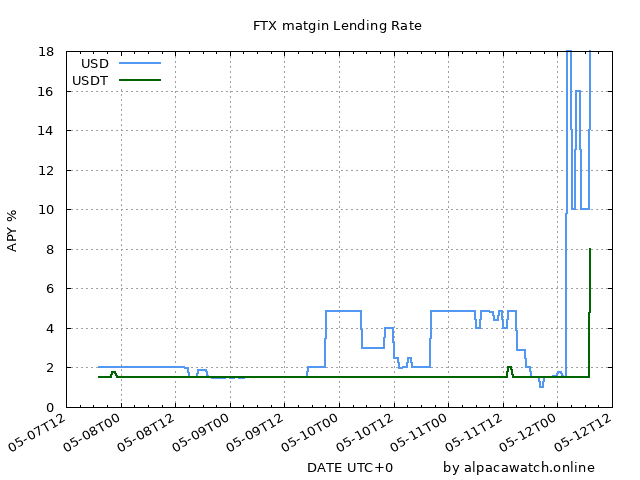 FTX matgin Lending Rate
USD
USDT
18
16
14
12
10
8
6
4
2
0
APY %
05-07T12
05-08T00
05-08T12
05-09T00
05-09T12
05-10T00
05-10T12
05-11T00
05-11T12
05-12T00
05-12T12
DATE UTC+0 by alpacawatch.online